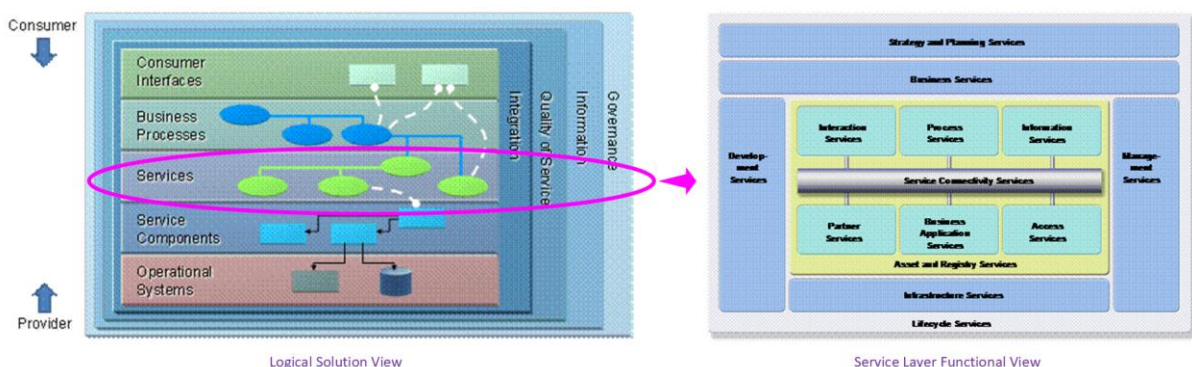 Consumer
Provider
Consumer
Interfaces
Business
Processes
Services
Service
Components
Operational
Systems
Integration
Quality of Service
Information
Governance
Logical Solution View
Strategy and Planning Services
Business Services
Develop-
ment
Services
Interaction
Services
Process
Services
Information
Services
Manage-
ment
Services
Service Connectivity Services
Partner
Services
Business
Application
Services
Access
Services
Asset and Registry Services
Infrastructure Services
Lifecycle Services
Service Layer Functional View